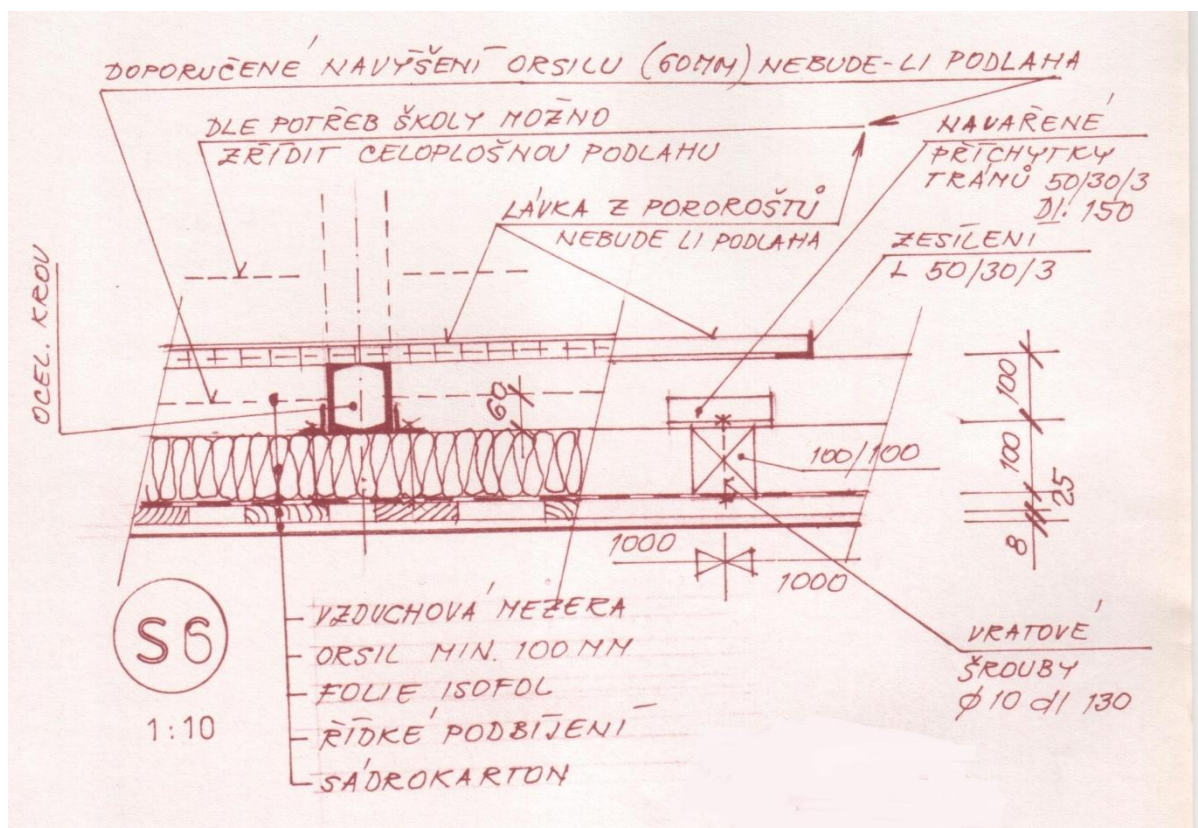 DOPORUČENÉ NAVÝŠENÍ ORSILU (60MM) NEBUDE-LI PODLAHA
DLE POTŘEB ŠKOLY MOŽNO
ZŘÍDIT CELOPLOŠNOU PODLAHU
NAVAŘENÉ
PŘÍCHYTKY
TRÁMŮ 50/30/3
Dl. 150
LÁVKA Z POROROŠTŮ
NEBUDE LI PODLAHA
ZESÍLENI
L 50/30/3
OCEL. KROV
60
100/100
100
100
25
8
1000
1000
S6
1:10
VZDUCHOVÁ MEZERA
ORSIL MIN. 100 MM
FOLIE ISOFOL
ŘÍDKÉ PODBÍJENÍ
SÁDROKARTON
VRATOVÉ
ŠROUBY
ϕ 10 dl 130